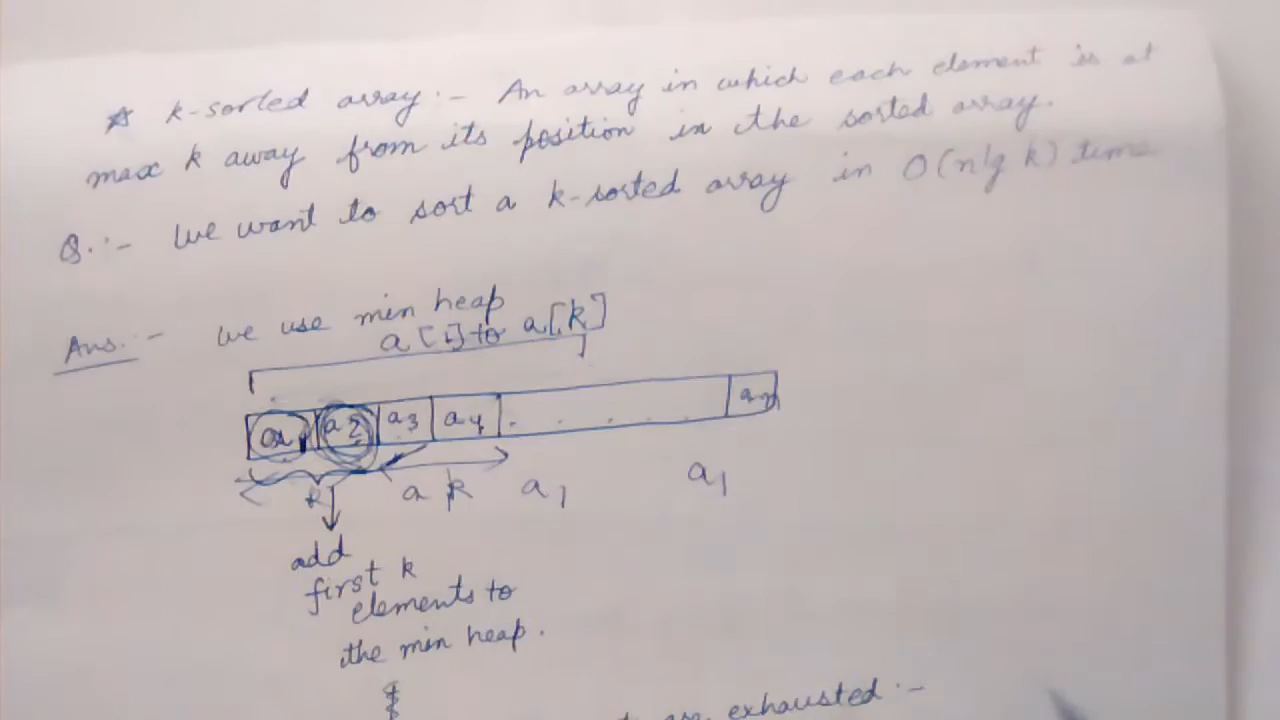 ☆ k-sorted array :- An array in which each element is at
max k away from its position in the sorted array.
Q. :- We want to sort a k-sorted array in O(n lg k) time
Ans. :- We use min heap
a[i] to a[k]
a1 a2 a3 a4 . . . . . an
k a k a1 a1
add
first k
elements to
the min heap.
are exhausted :-